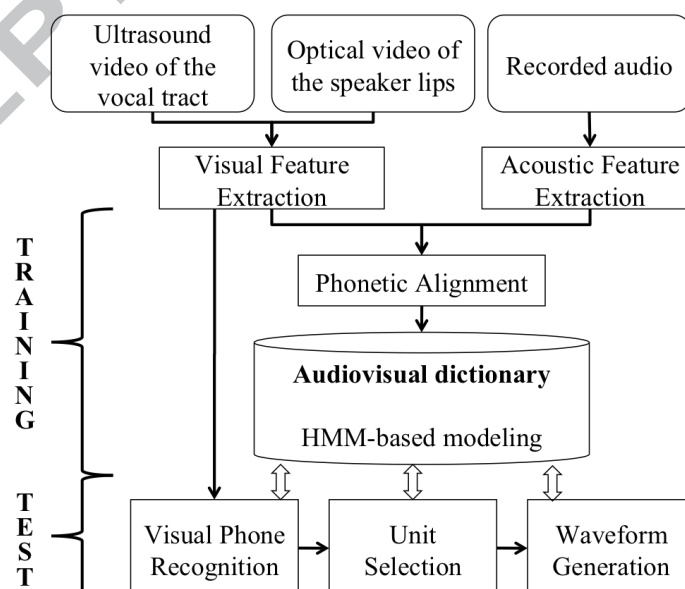 Ultrasound
video of the
vocal tract
Optical video of
the speaker lips
Recorded audio
Visual Feature
Extraction
Acoustic Feature
Extraction
Phonetic Alignment
TRAINING
Audiovisual dictionary
HMM-based modeling
TEST
Visual Phone
Recognition
Unit
Selection
Waveform
Generation